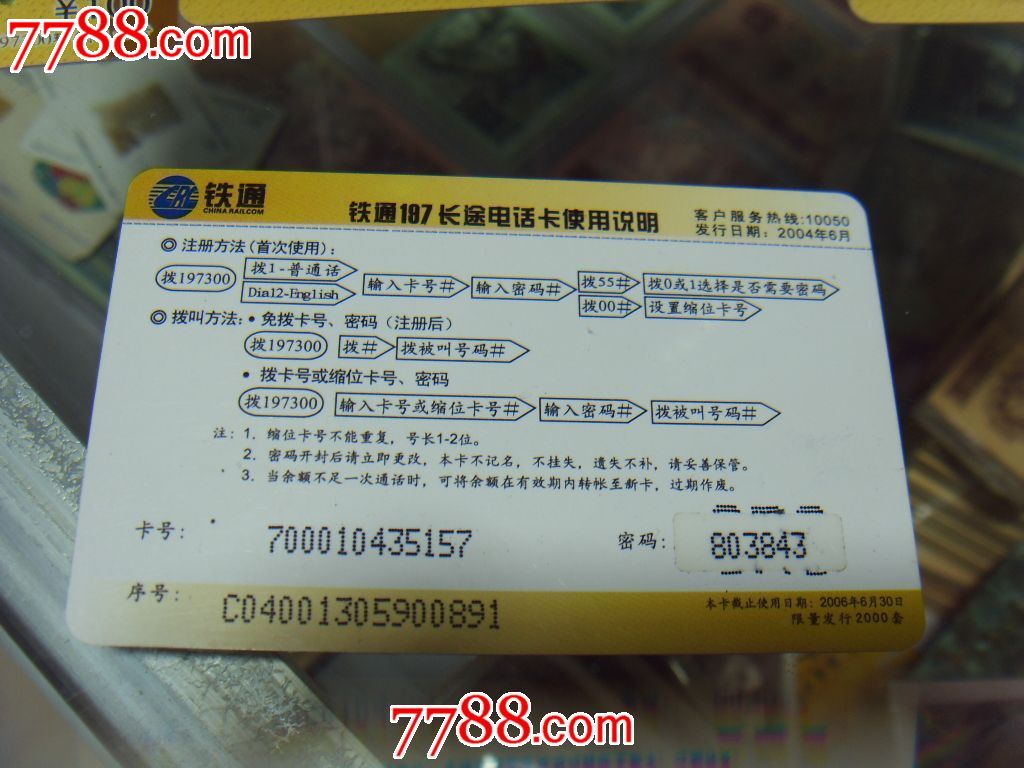 7788.com
铁通
CHINA RAILCOM
铁通197长途电话卡使用说明
客户服务热线:10050
发行日期: 2004年6月
◎ 注册方法(首次使用):
拨197300 拨1-普通话 输入卡号# 输入密码# 拨55# 拨0或1选择是否需要密码
Dial2-English 拨00# 设置缩位卡号
◎ 拨叫方法: • 免拨卡号、密码(注册后)
拨197300 拨# 拨被叫号码#
• 拨卡号或缩位卡号、密码
拨197300 输入卡号或缩位卡号# 输入密码# 拨被叫号码#
注: 1. 缩位卡号不能重复, 号长1-2位。
2. 密码开封后请立即更改, 本卡不记名, 不挂失, 遗失不补, 请妥善保管。
3. 当余额不足一次通话时, 可将余额在有效期内转帐至新卡, 过期作废。
卡号: 700010435157 密码: 803843
序号: C04001305900891
本卡截止使用日期: 2006年6月30日
限量发行2000套
7788.com